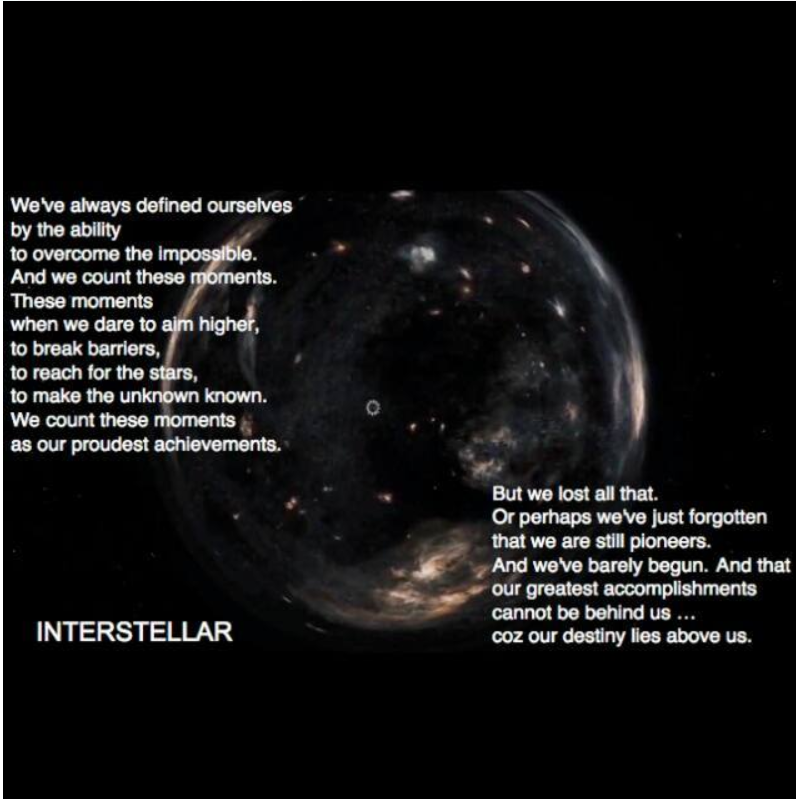 We've always defined ourselves
by the ability
to overcome the impossible.
And we count these moments.
These moments
when we dare to aim higher,
to break barriers,
to reach for the stars,
to make the unknown known.
We count these moments
as our proudest achievements.
But we lost all that.
Or perhaps we've just forgotten
that we are still pioneers.
And we've barely begun. And that
our greatest accomplishments
cannot be behind us ...
coz our destiny lies above us.
INTERSTELLAR